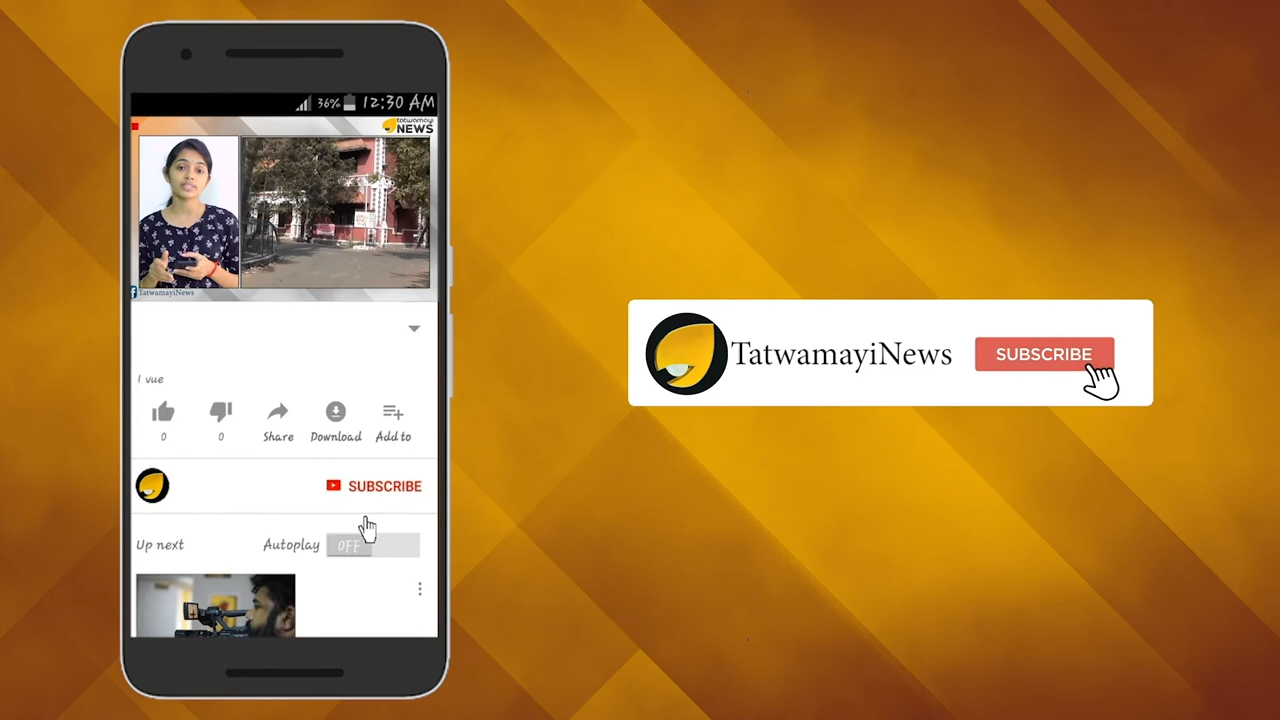 36% 12:30 AM
tatwamayi
NEWS
TatwamayiNews
1 vue
0 0 Share Download Add to
SUBSCRIBE
Up next Autoplay OFF
TatwamayiNews SUBSCRIBE